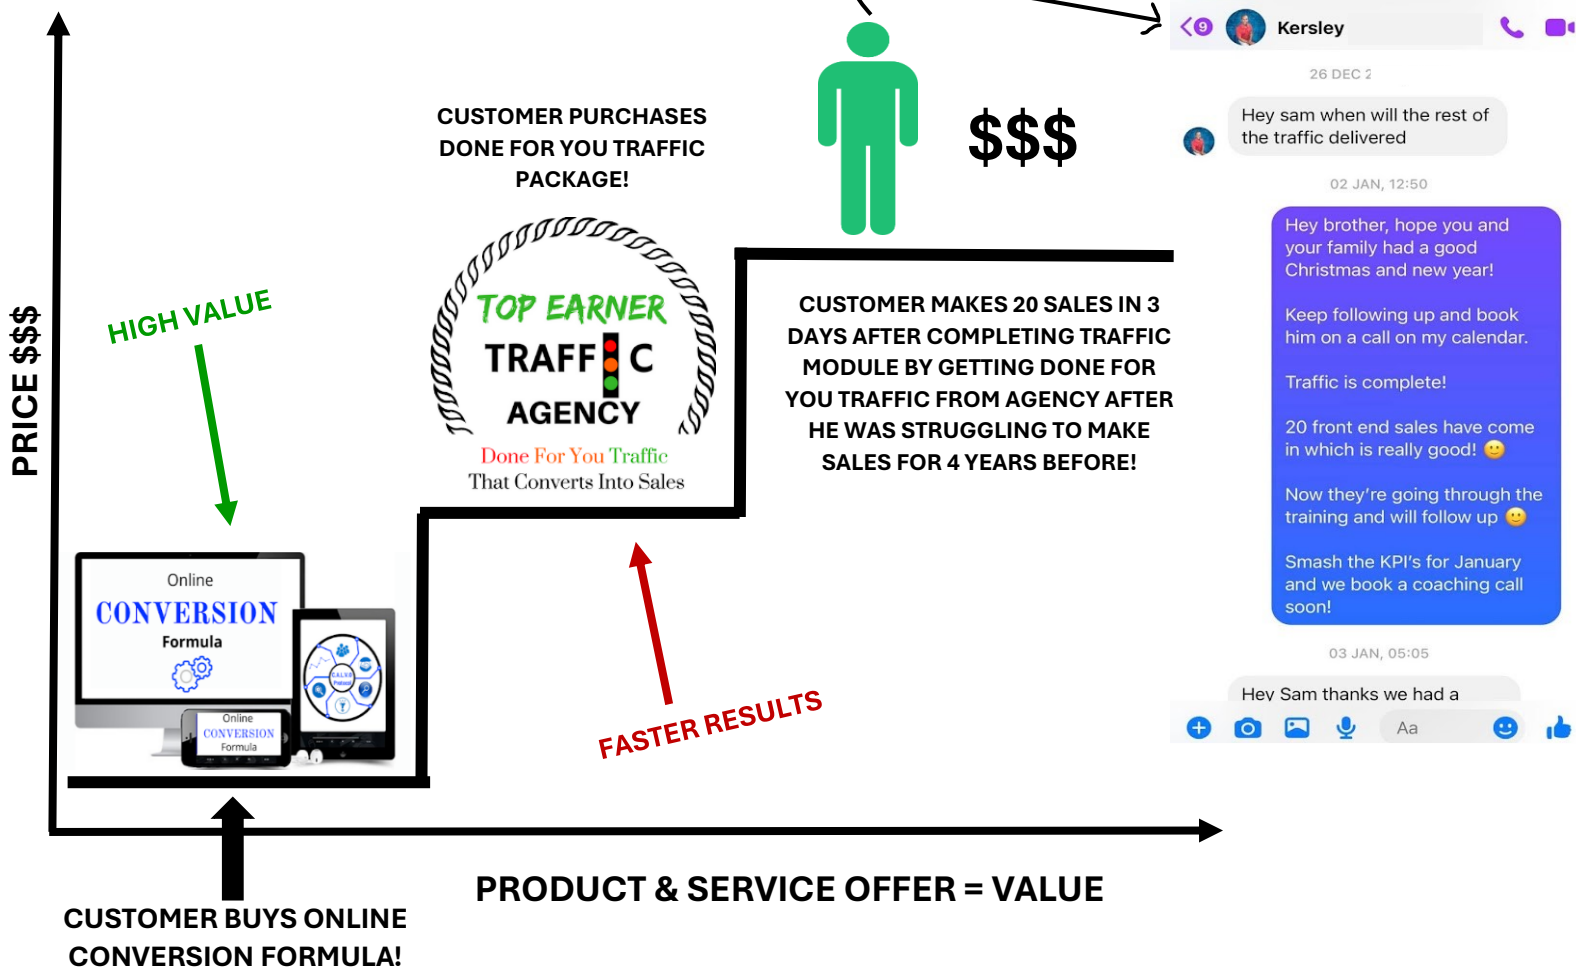 PRICE $$$
HIGH VALUE
Online
CONVERSION
Formula
CALXE
Protocol
Online
CONVERSION
Formula
CUSTOMER BUYS ONLINE
CONVERSION FORMULA!
CUSTOMER PURCHASES
DONE FOR YOU TRAFFIC
PACKAGE!
TOP EARNER
TRAFF C
AGENCY
Done For You Traffic
That Converts Into Sales
FASTER RESULTS
$$$
CUSTOMER MAKES 20 SALES IN 3
DAYS AFTER COMPLETING TRAFFIC
MODULE BY GETTING DONE FOR
YOU TRAFFIC FROM AGENCY AFTER
HE WAS STRUGGLING TO MAKE
SALES FOR 4 YEARS BEFORE!
PRODUCT & SERVICE OFFER = VALUE
9
Kersley
26 DEC 2
Hey sam when will the rest of
the traffic delivered
02 JAN, 12:50
Hey brother, hope you and
your family had a good
Christmas and new year!
Keep following up and book
him on a call on my calendar.
Traffic is complete!
20 front end sales have come
in which is really good! 🙂
Now they're going through the
training and will follow up 🙂
Smash the KPI's for January
and we book a coaching call
soon!
03 JAN, 05:05
Hey Sam thanks we had a
Aa